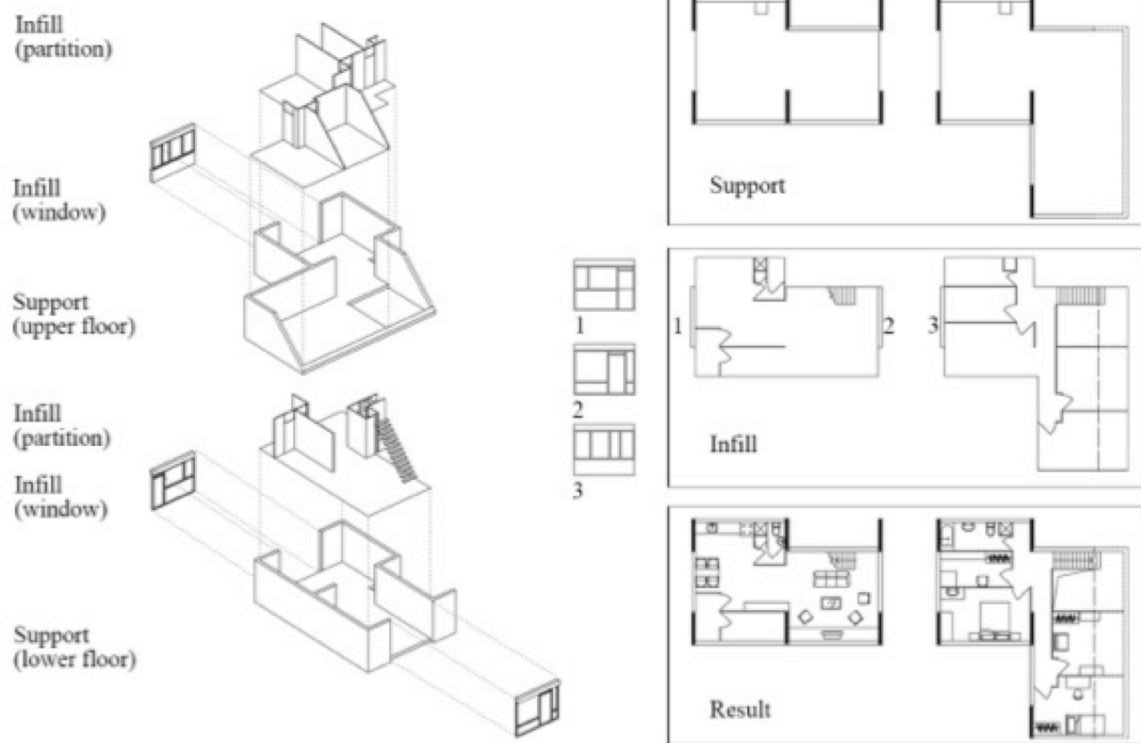 Infill
(partition)
Infill
(window)
Support
(upper floor)
Infill
(partition)
Infill
(window)
Support
(lower floor)
1
2
3
Support
1
2
3
Infill
Result